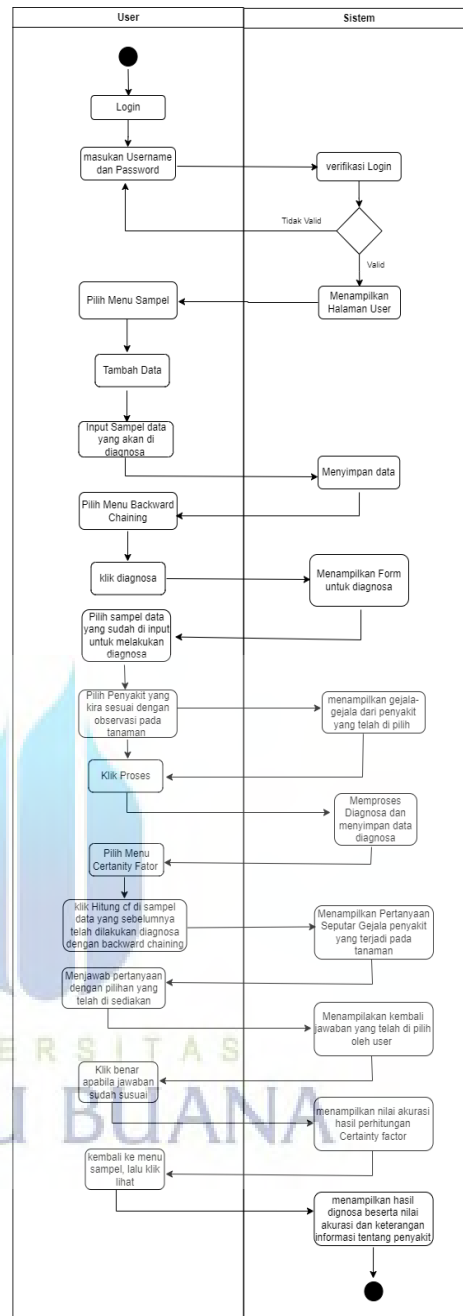 User
Sistem
Login
masukan Username
dan Password
verifikasi Login
Tidak Valid
Valid
Menampilkan
Halaman User
Pilih Menu Sampel
Tambah Data
Input Sampel data
yang akan di
diagnosa
Menyimpan data
Pilih Menu Backward
Chaining
klik diagnosa
Menampilkan Form
untuk diagnosa
Pilih sampel data
yang sudah di input
untuk melakukan
diagnosa
Pilih Penyakit yang
kira sesuai dengan
observasi pada
tanaman
menampilkan gejala-
gejala dari penyakit
yang telah di pilih
Klik Proses
Memproses
Diagnosa dan
menyimpan data
diagnosa
Pilih Menu
Certanity Fator
klik Hitung cf di sampel
data yang sebelumnya
telah dilakukan diagnosa
dengan backward chaining
Menampilkan Pertanyaan
Seputar Gejala penyakit
yang terjadi pada
tanaman
Menjawab pertanyaan
dengan pilihan yang
telah di sediakan
Menampilakan kembali
jawaban yang telah di pilih
oleh user
ERSITAS
Klik benar
apabila jawaban
sudah susuai
U BUANA
menampilkan nilai akurasi
hasil perhitungan
Certainty factor
kembali ke menu
sampel, lalu klik
lihat
menampilkan hasil
dignosa beserta nilai
akurasi dan keterangan
informasi tentang penyakit